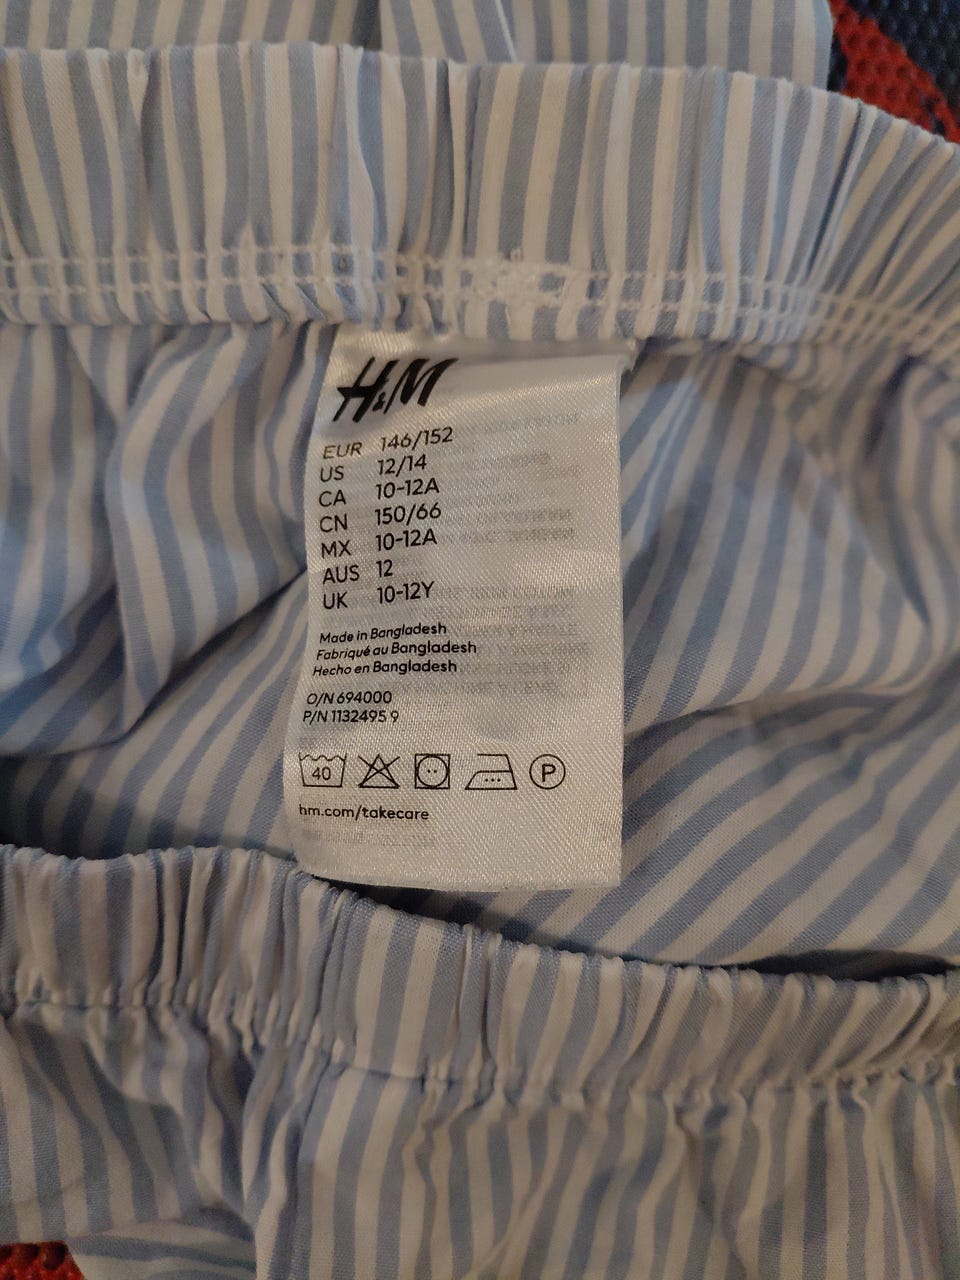 H&M
EUR 146/152
US 12/14
CA 10-12A
CN 150/66
MX 10-12A
AUS 12
UK 10-12Y
Made in Bangladesh
Fabriqué au Bangladesh
Hecho en Bangladesh
O/N 694000
P/N 1132495 9
40 P
hm.com/takecare